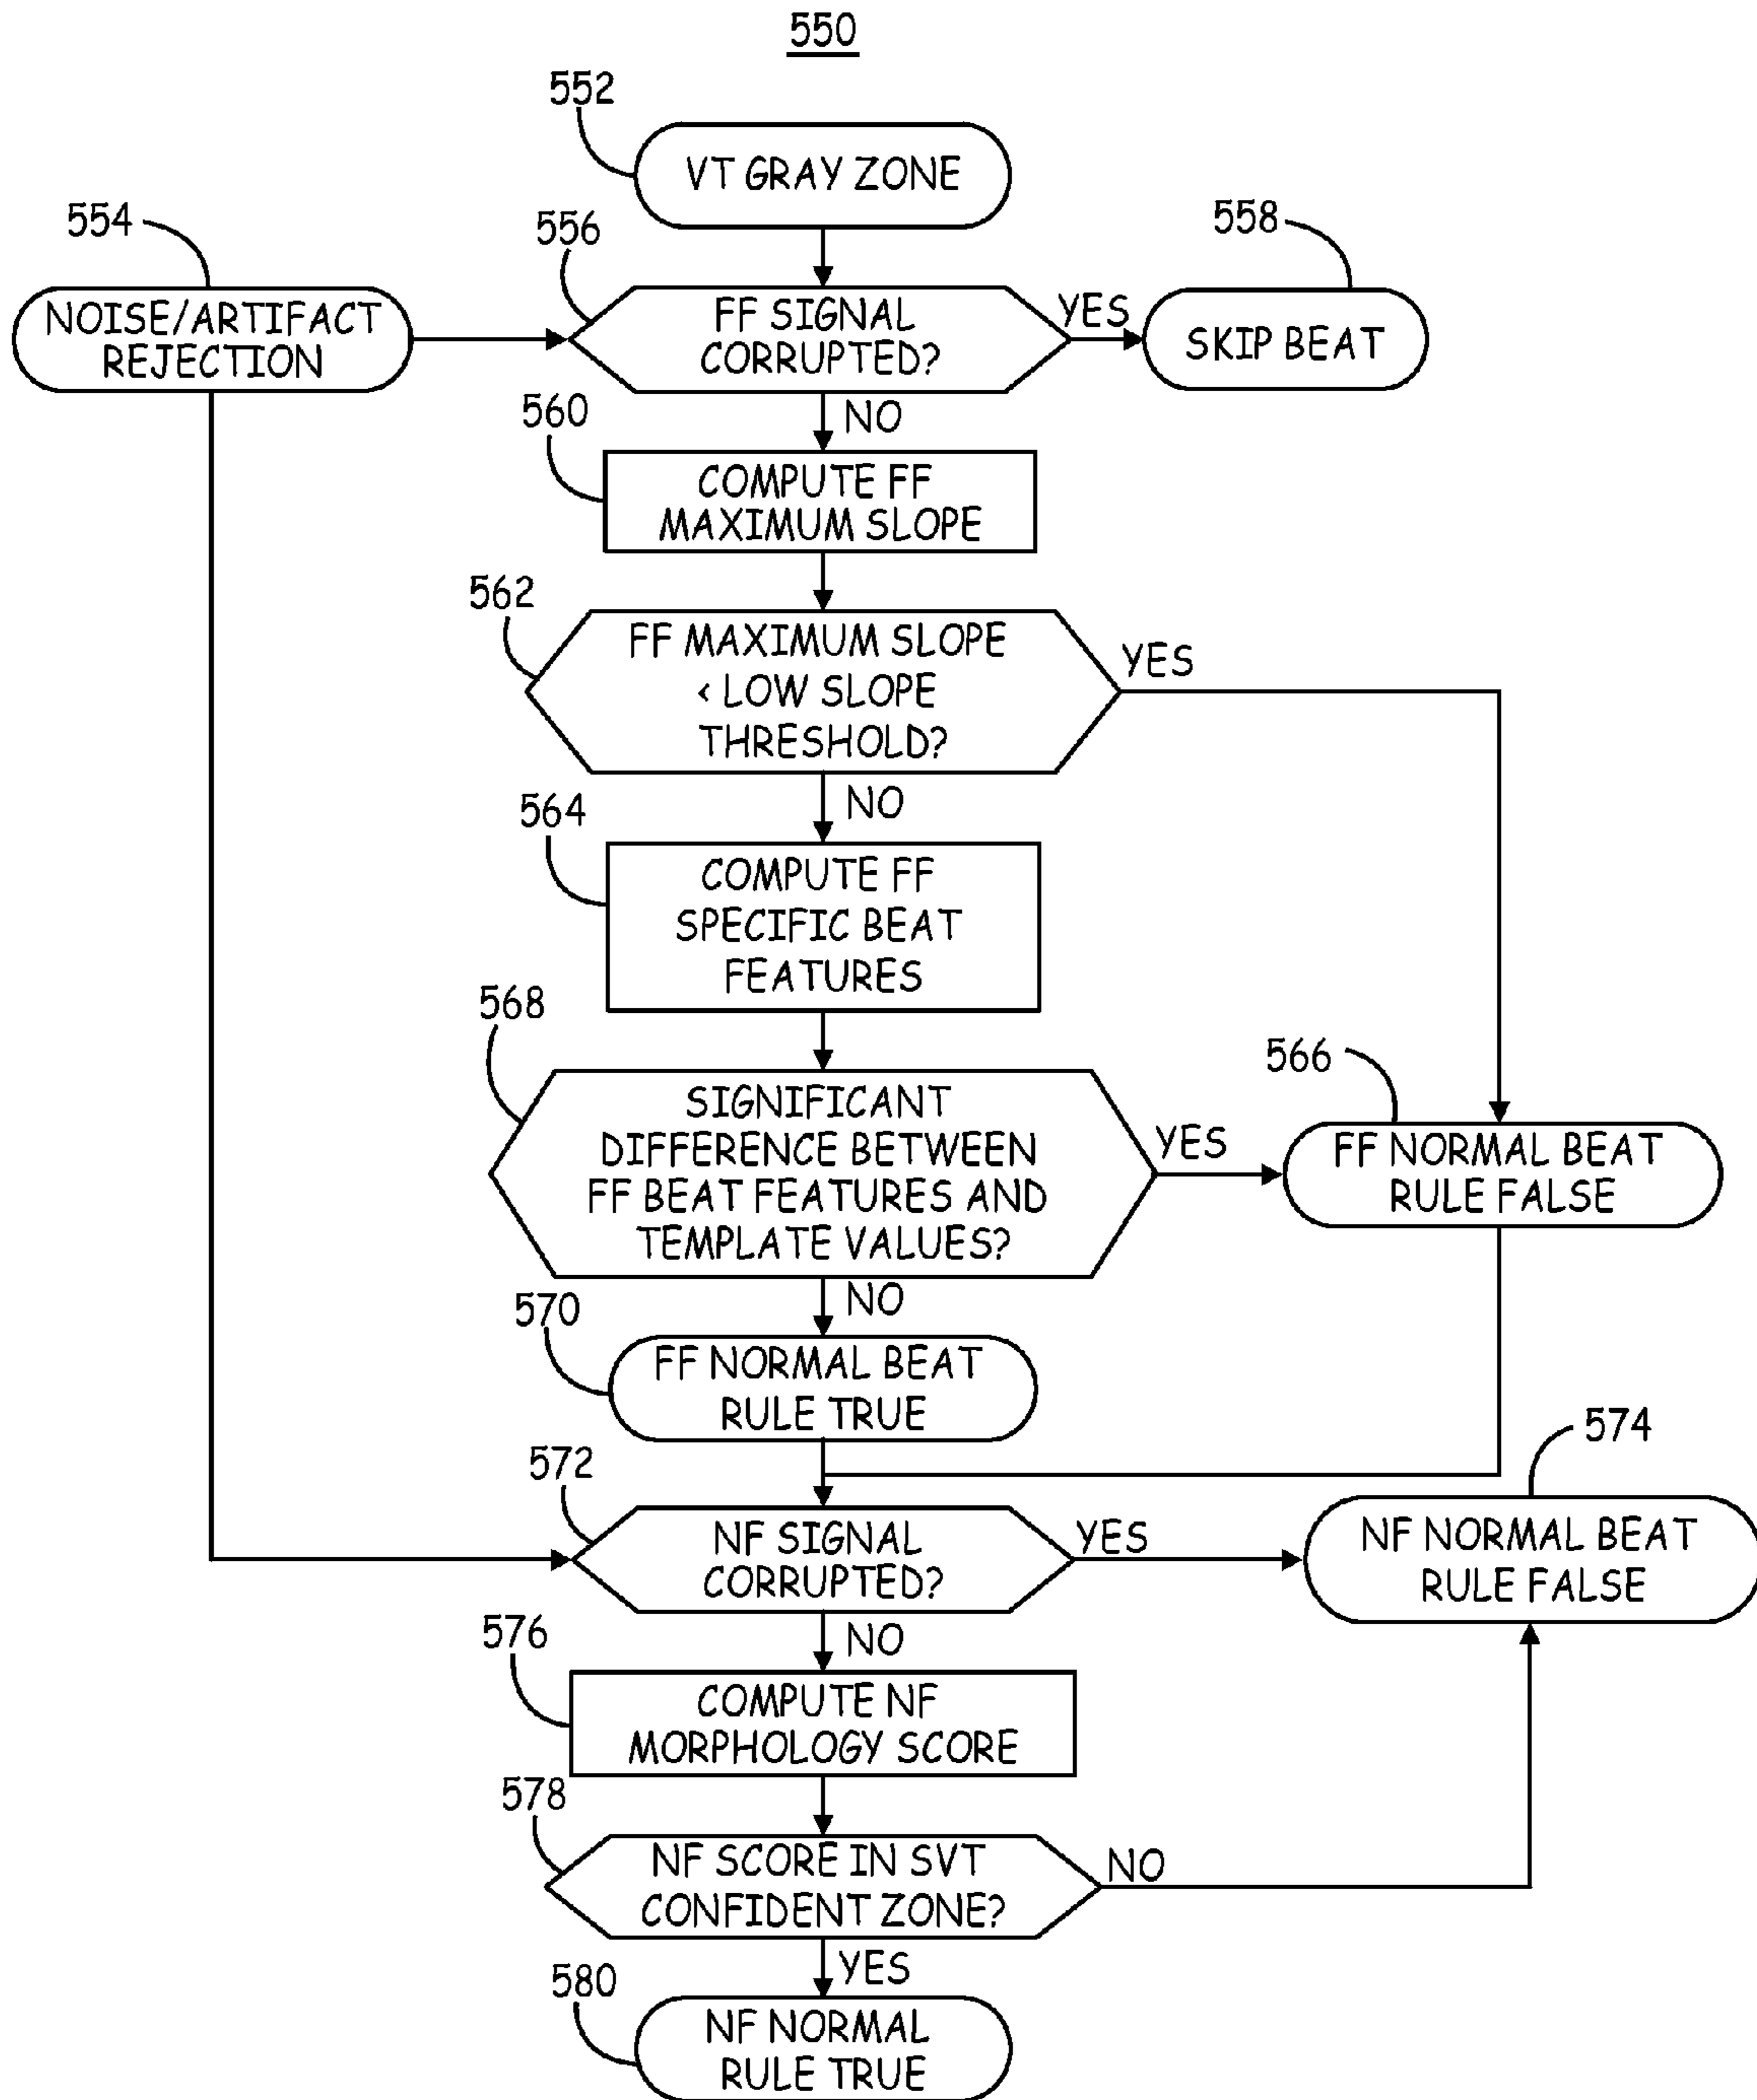 550
552
VT GRAY ZONE
554
NOISE/ARTIFACT
REJECTION
556
FF SIGNAL
CORRUPTED?
YES
558
SKIP BEAT
NO
560
COMPUTE FF
MAXIMUM SLOPE
562
FF MAXIMUM SLOPE
< LOW SLOPE
THRESHOLD?
YES
NO
564
COMPUTE FF
SPECIFIC BEAT
FEATURES
568
SIGNIFICANT
DIFFERENCE BETWEEN
FF BEAT FEATURES AND
TEMPLATE VALUES?
YES
566
FF NORMAL BEAT
RULE FALSE
NO
570
FF NORMAL BEAT
RULE TRUE
572
NF SIGNAL
CORRUPTED?
YES
574
NF NORMAL BEAT
RULE FALSE
NO
576
COMPUTE NF
MORPHOLOGY SCORE
578
NF SCORE IN SVT
CONFIDENT ZONE?
NO
YES
580
NF NORMAL
RULE TRUE